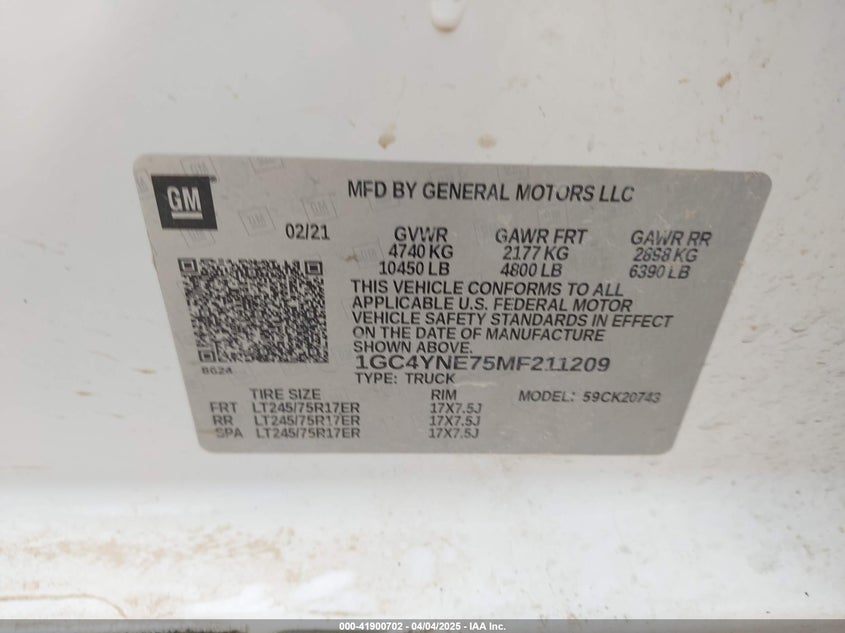 GM
MFD BY GENERAL MOTORS LLC
02/21 GVWR GAWR FRT GAWR RR
4740 KG 2177 KG 2898 KG
10450 LB 4800 LB 6390 LB
THIS VEHICLE CONFORMS TO ALL
APPLICABLE U.S. FEDERAL MOTOR
VEHICLE SAFETY STANDARDS IN EFFECT
ON THE DATE OF MANUFACTURE
SHOWN ABOVE.
8624
1GC4YNE75MF211209
TYPE: TRUCK
TIRE SIZE RIM MODEL: 59CK20743
FRT LT245/75R17ER 17X7.5J
RR LT245/75R17ER 17X7.5J
SPA LT245/75R17ER 17X7.5J
000-41900702 - 04/04/2025 - IAA Inc.